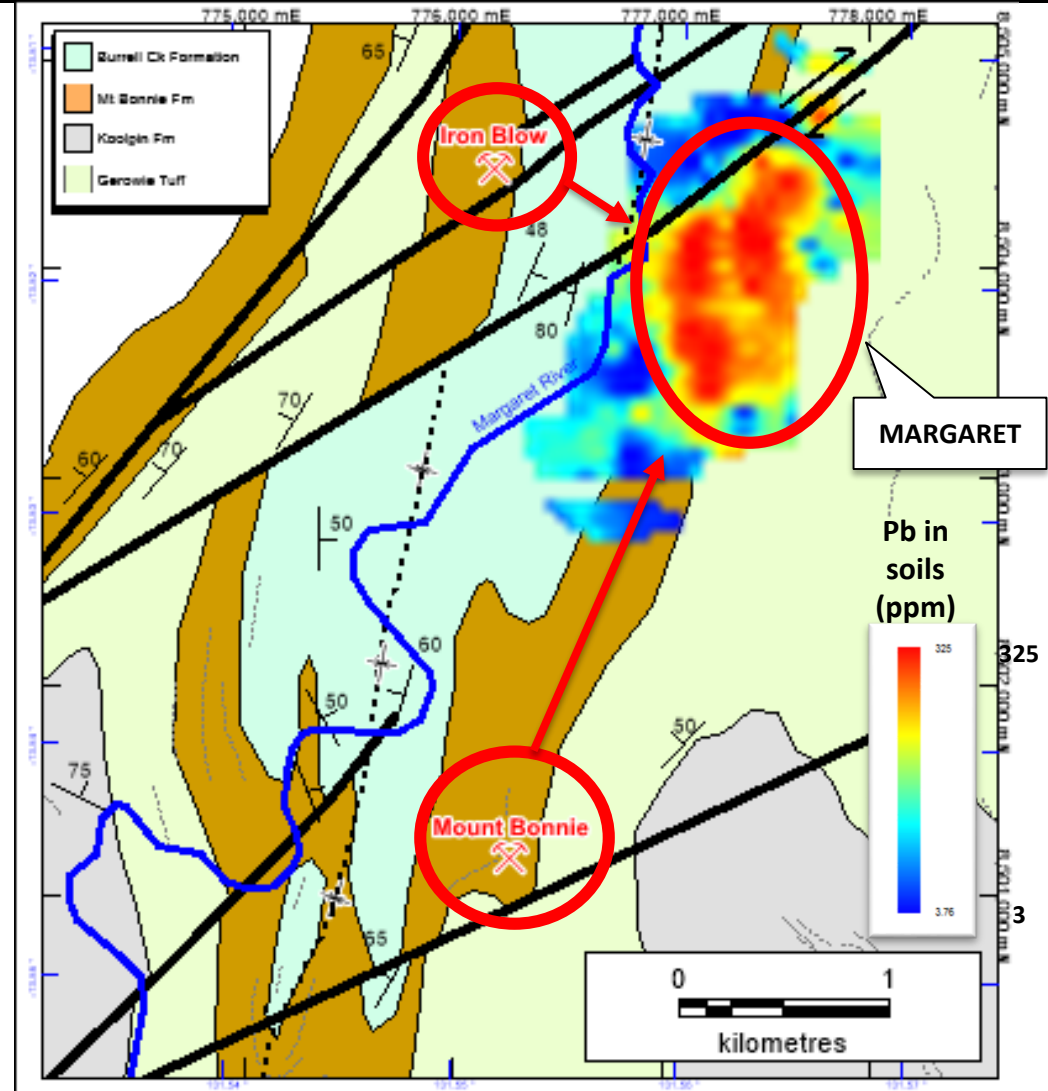 775,000 mE
776,000 mE
777,000 mE
778,000 mE
Burrell Ck Formation
Mt Bonnie Fm
Koolgin Fm
Gerowie Tuff
65
Iron Blow
48
80
Margaret River
70
60
70
MARGARET
50
Pb in
soils
(ppm)
325
325
60
50
50
75
Mount Bonnie
3.76
3
65
0
1
kilometres